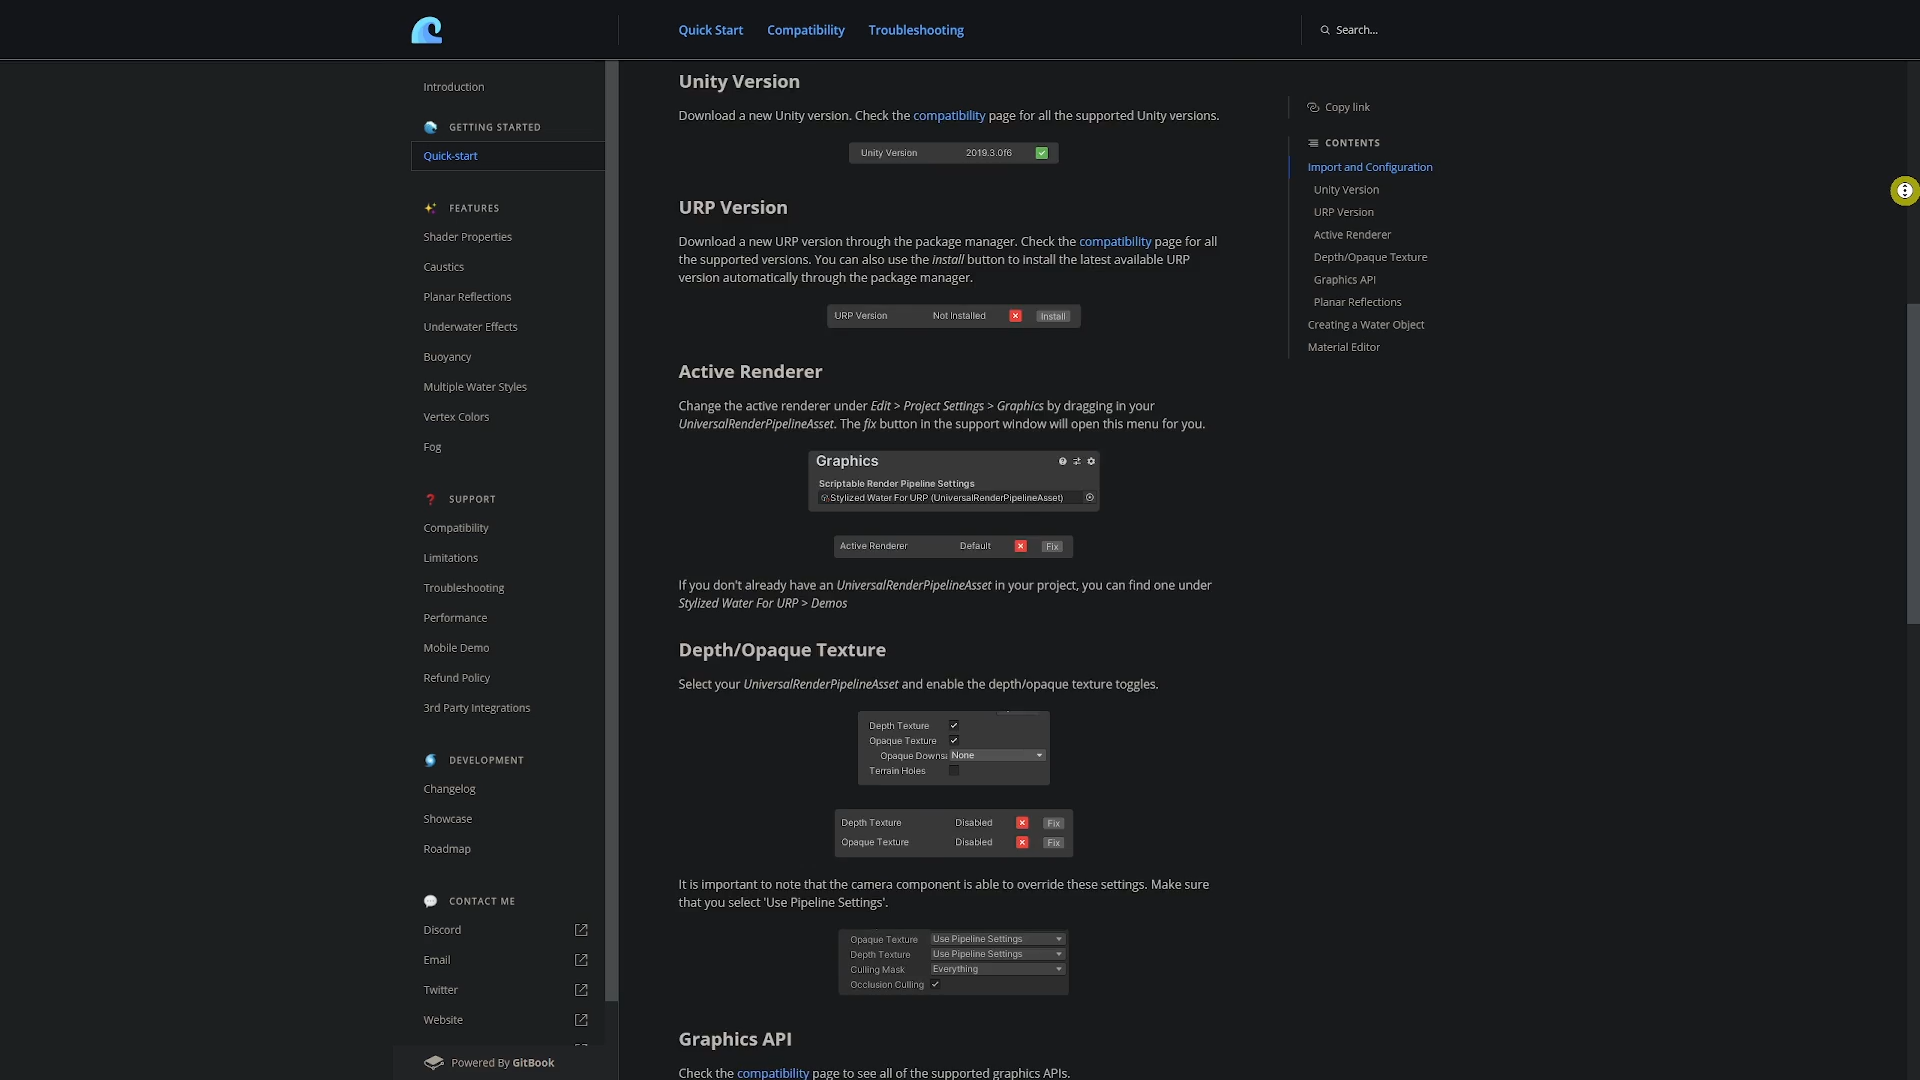 Quick Start
Compatibility
Troubleshooting
Search...
Introduction
GETTING STARTED
Quick-start
FEATURES
Shader Properties
Caustics
Planar Reflections
Underwater Effects
Buoyancy
Multiple Water Styles
Vertex Colors
Fog
SUPPORT
Compatibility
Limitations
Troubleshooting
Performance
Mobile Demo
Refund Policy
3rd Party Integrations
DEVELOPMENT
Changelog
Showcase
Roadmap
CONTACT ME
Discord
Email
Twitter
Website
Powered By GitBook
Unity Version
Download a new Unity version. Check the compatibility page for all the supported Unity versions.
Unity Version 2019.3.0f6
URP Version
Download a new URP version through the package manager. Check the compatibility page for all
the supported versions. You can also use the install button to install the latest available URP
version automatically through the package manager.
URP Version Not Installed Install
Active Renderer
Change the active renderer under Edit > Project Settings > Graphics by dragging in your
UniversalRenderPipelineAsset. The fix button in the support window will open this menu for you.
Graphics
Scriptable Render Pipeline Settings
Stylized Water For URP (UniversalRenderPipelineAsset)
Active Renderer Default Fix
If you don't already have an UniversalRenderPipelineAsset in your project, you can find one under
Stylized Water For URP > Demos
Depth/Opaque Texture
Select your UniversalRenderPipelineAsset and enable the depth/opaque texture toggles.
Depth Texture
Opaque Texture
Opaque Downsa None
Terrain Holes
Depth Texture Disabled Fix
Opaque Texture Disabled Fix
It is important to note that the camera component is able to override these settings. Make sure
that you select 'Use Pipeline Settings'.
Opaque Texture Use Pipeline Settings
Depth Texture Use Pipeline Settings
Culling Mask Everything
Occlusion Culling
Graphics API
Check the compatibility page to see all of the supported graphics APIs.
Copy link
CONTENTS
Import and Configuration
Unity Version
URP Version
Active Renderer
Depth/Opaque Texture
Graphics API
Planar Reflections
Creating a Water Object
Material Editor